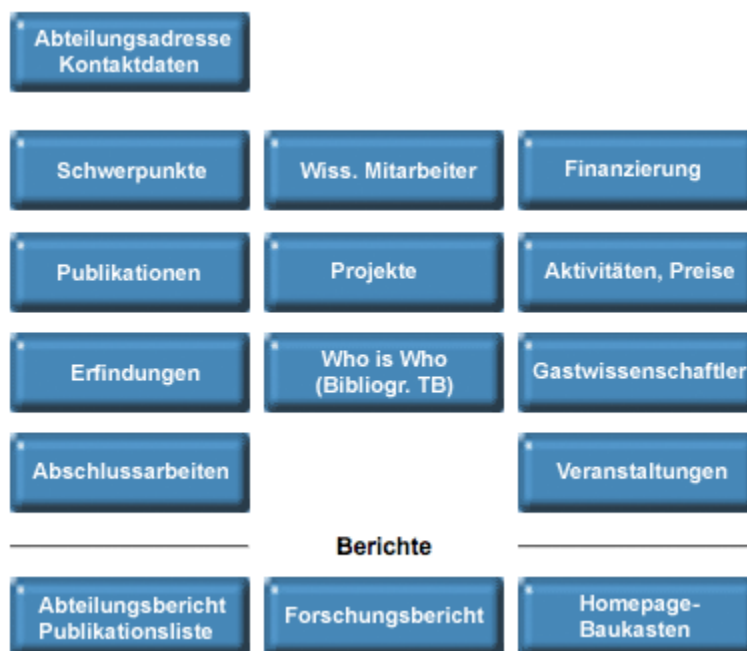 Abteilungsadresse
Kontaktdaten
Schwerpunkte
Wiss. Mitarbeiter
Finanzierung
Publikationen
Projekte
Aktivitäten, Preise
Erfindungen
Who is Who
(Bibliogr. TB)
Gastwissenschaftler
Abschlussarbeiten
Veranstaltungen
Berichte
Abteilungsbericht
Publikationsliste
Forschungsbericht
Homepage-
Baukasten